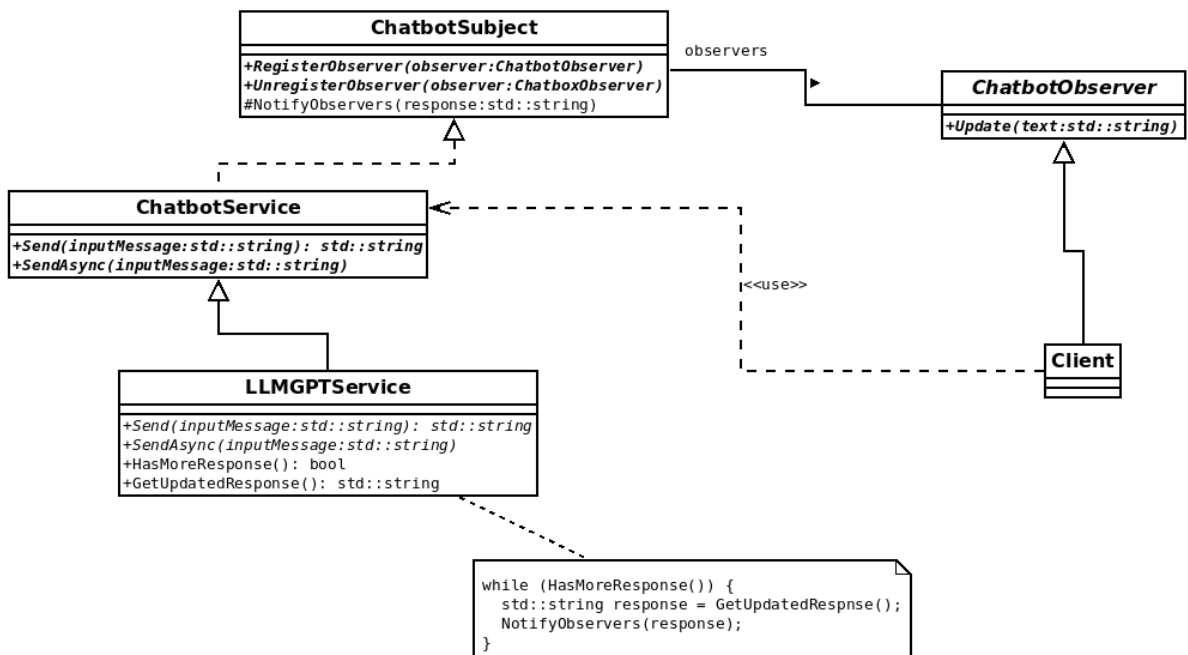 ChatbotSubject
+RegisterObserver(observer:ChatbotObserver)
+UnregisterObserver(observer:ChatboxObserver)
#NotifyObservers(response:std::string)
observers
ChatbotObserver
+Update(text:std::string)
ChatbotService
+Send(inputMessage:std::string): std::string
+SendAsync(inputMessage:std::string)
<<use>>
Client
LLMGPTService
+Send(inputMessage:std::string): std::string
+SendAsync(inputMessage:std::string)
+HasMoreResponse(): bool
+GetUpdatedResponse(): std::string
while (HasMoreResponse()) {
  std::string response = GetUpdatedRespnse();
  NotifyObservers(response);
}